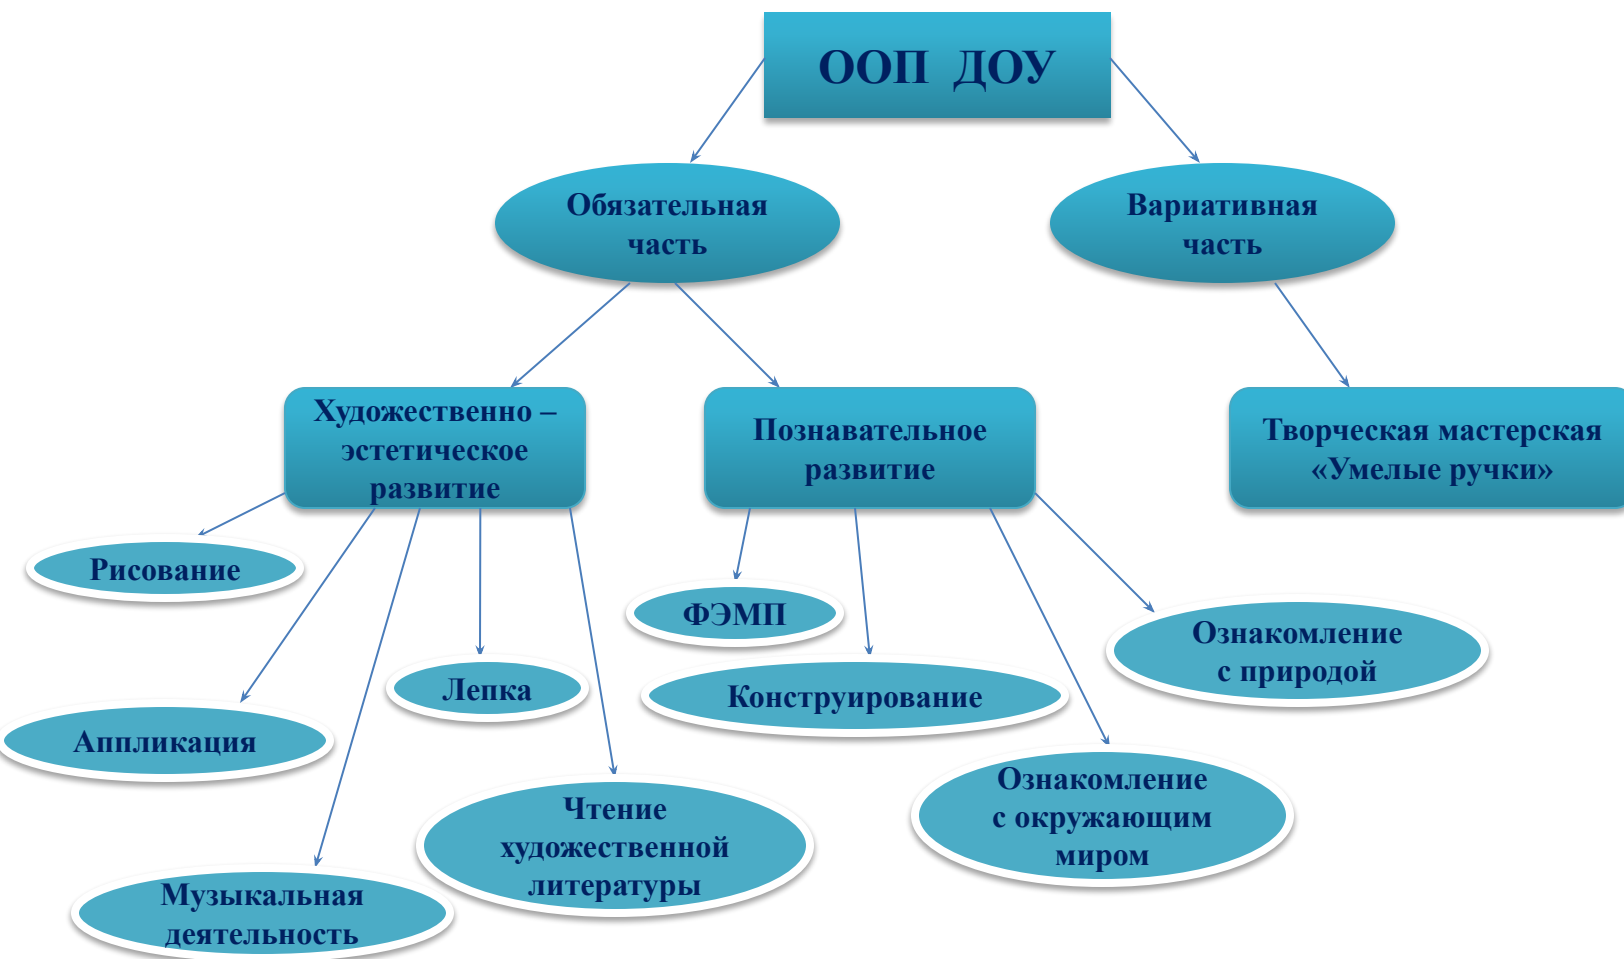 ООП ДОУ
Обязательная
часть
Вариативная
часть
Художественно –
эстетическое
развитие
Познавательное
развитие
Творческая мастерская
«Умелые ручки»
Рисование
ФЭМП
Ознакомление
с природой
Лепка
Конструирование
Аппликация
Ознакомление
с окружающим
миром
Чтение
художественной
литературы
Музыкальная
деятельность